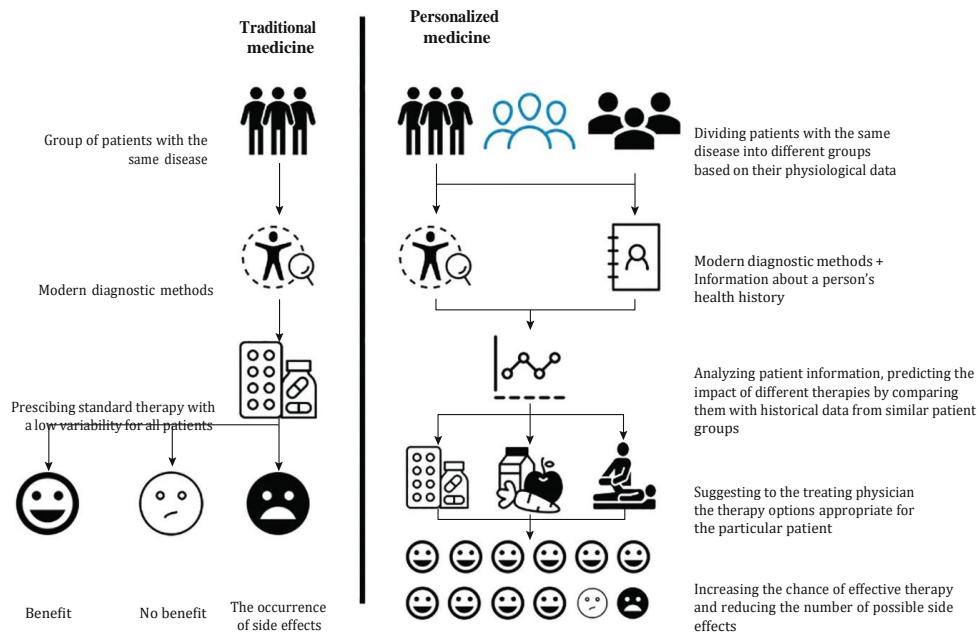 Traditional
medicine
Group of patients with the
same disease
Modern diagnostic methods
Prescibing standard therapy with
a low variability for all patients
Benefit
No benefit
The occurrence
of side effects
Personalized
medicine
Dividing patients with the same
disease into different groups
based on their physiological data
Modern diagnostic methods +
Information about a person's
health history
Analyzing patient information, predicting the
impact of different therapies by comparing
them with historical data from similar patient
groups
Suggesting to the treating physician
the therapy options appropriate for
the particular patient
Increasing the chance of effective therapy
and reducing the number of possible side
effects